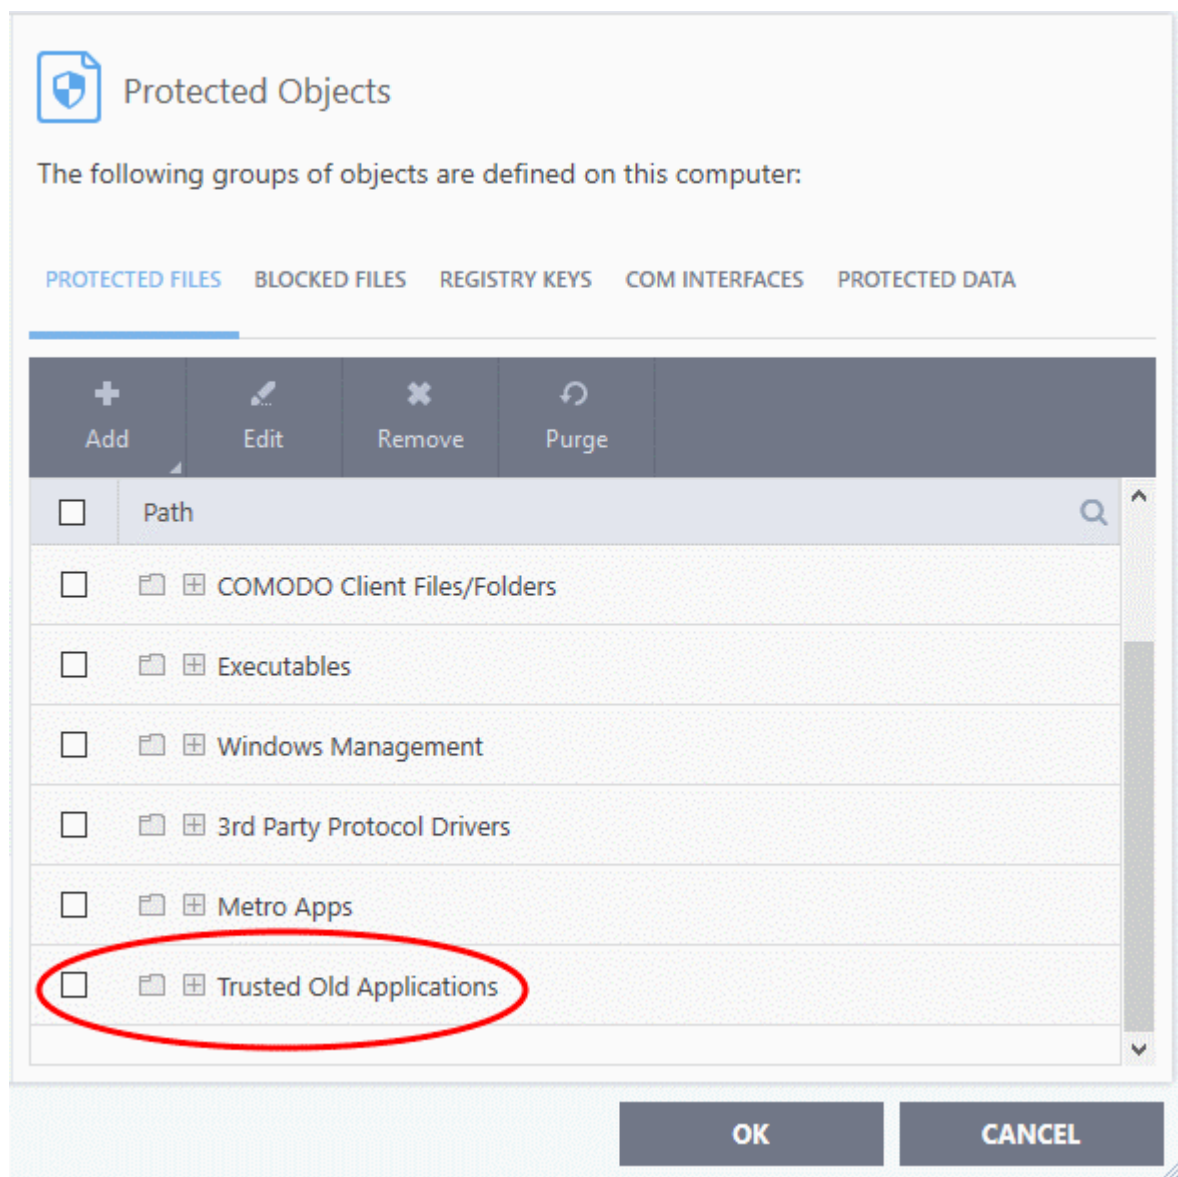 Protected Objects
The following groups of objects are defined on this computer:
PROTECTED FILES BLOCKED FILES REGISTRY KEYS COM INTERFACES PROTECTED DATA
Add Edit Remove Purge
Path
COMODO Client Files/Folders
Executables
Windows Management
3rd Party Protocol Drivers
Metro Apps
Trusted Old Applications
OK CANCEL